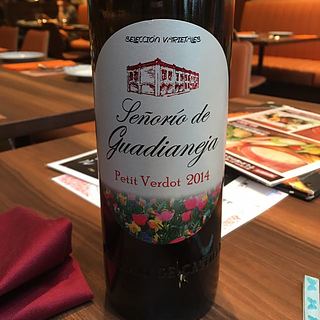 SELECCIÓN VARIETALES
Señorío de
Guadianeja
Petit Verdot 2014